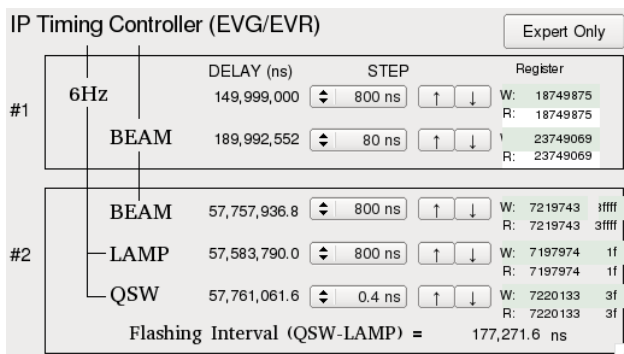 IP Timing Controller (EVG/EVR)
Expert Only
DELAY (ns) STEP Register
#1
6Hz 149,999,000 800 ns ↑ ↓ W: 18749875
R: 18749875
BEAM 189,992,552 80 ns ↑ ↓ 23749069
R: 23749069
#2
BEAM 57,757,936.8 800 ns ↑ ↓ W: 7219743 3ffff
R: 7219743 3ffff
LAMP 57,583,790.0 800 ns ↑ ↓ W: 7197974 1f
R: 7197974 1f
QSW 57,761,061.6 0.4 ns ↑ ↓ W: 7220133 3f
R: 7220133 3f
Flashing Interval (QSW-LAMP) = 177,271.6 ns